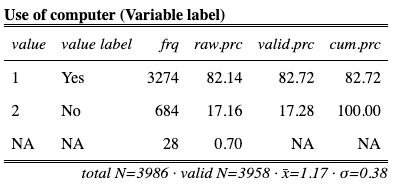 Use of computer (Variable label)
value value label frq raw.prc valid.prc cum.prc
1 Yes 3274 82.14 82.72 82.72
2 No 684 17.16 17.28 100.00
NA NA 28 0.70 NA NA
total N=3986 · valid N=3958 · x̄=1.17 · σ=0.38